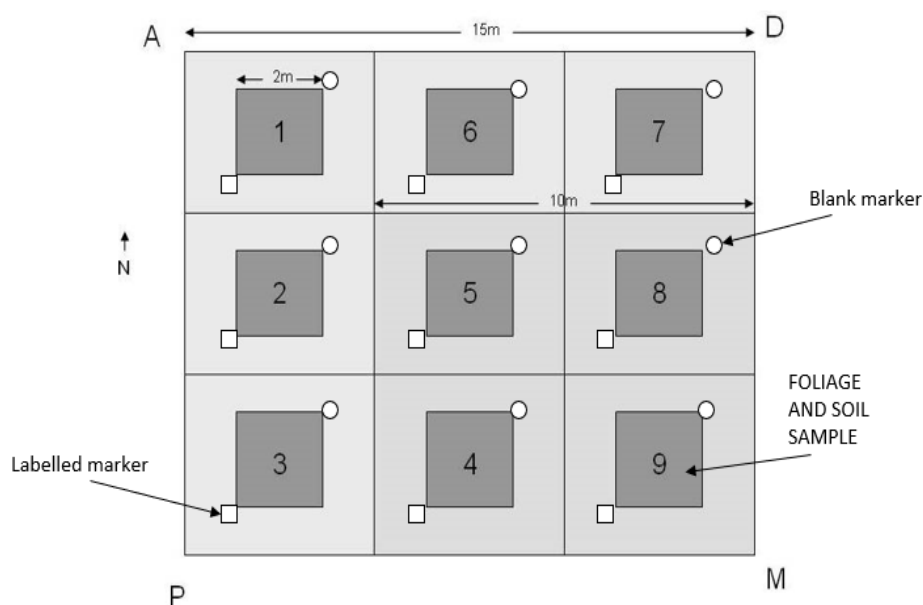 A
15m
D
2m
1
6
7
10m
Blank marker
N
2
5
8
FOLIAGE
AND SOIL
SAMPLE
Labelled marker
3
4
9
P
M